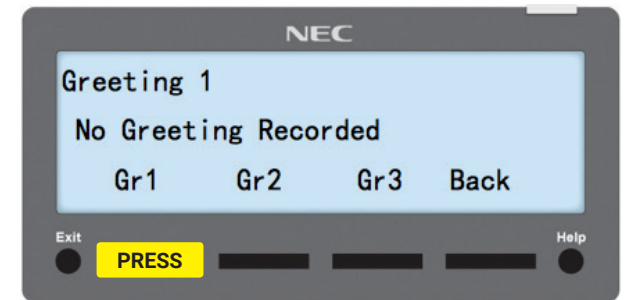 NEC
Greeting 1
No Greeting Recorded
Gr1 Gr2 Gr3 Back
Exit Help
PRESS